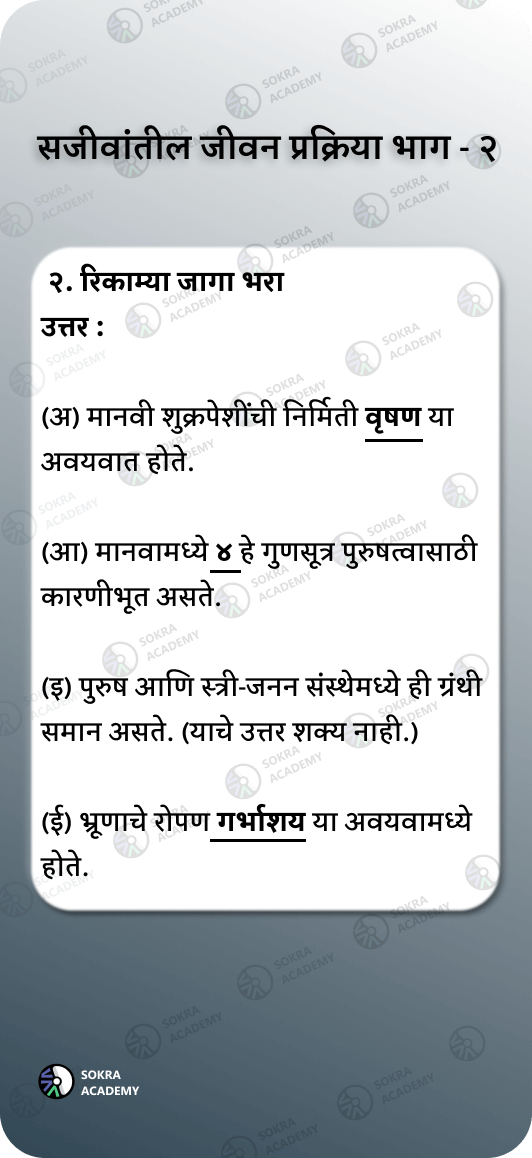 सजीवांतील जीवन प्रक्रिया भाग - २
२. रिकाम्या जागा भरा
उत्तर :
(अ) मानवी शुक्रपेशींची निर्मिती वृषण या
अवयवात होते.
(आ) मानवामध्ये ४ हे गुणसूत्र पुरुषत्वासाठी
कारणीभूत असते.
(इ) पुरुष आणि स्त्री-जनन संस्थेमध्ये ही ग्रंथी
समान असते. (याचे उत्तर शक्य नाही.)
(ई) भ्रूणाचे रोपण गर्भाशय या अवयवामध्ये
होते.
SOKRA
ACADEMY